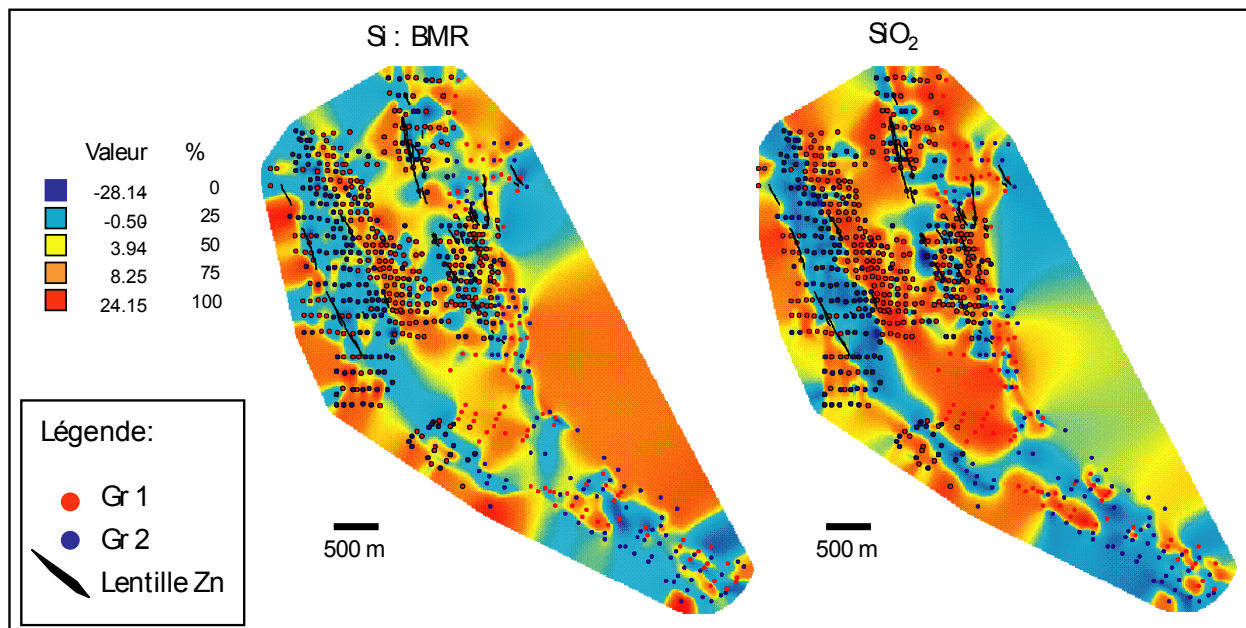 Si : BMR
SiO₂
Valeur %
-28.14 0
-0.50 25
3.94 50
8.25 75
24.15 100
Légende:
Gr 1
Gr 2
Lentille Zn
500 m
500 m